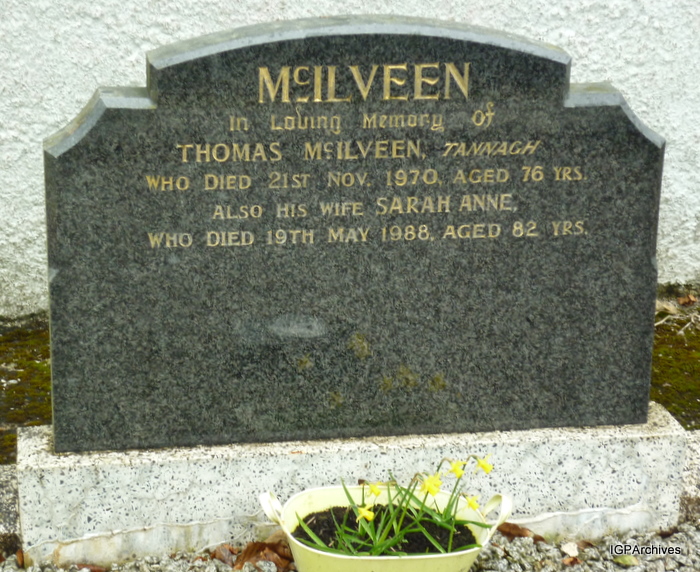 McILVEEN
In Loving Memory of
THOMAS McILVEEN, TANNAGH
WHO DIED 21ST NOV. 1970, AGED 76 YRS.
ALSO HIS WIFE SARAH ANNE,
WHO DIED 19TH MAY 1988, AGED 82 YRS.
IGPArchives